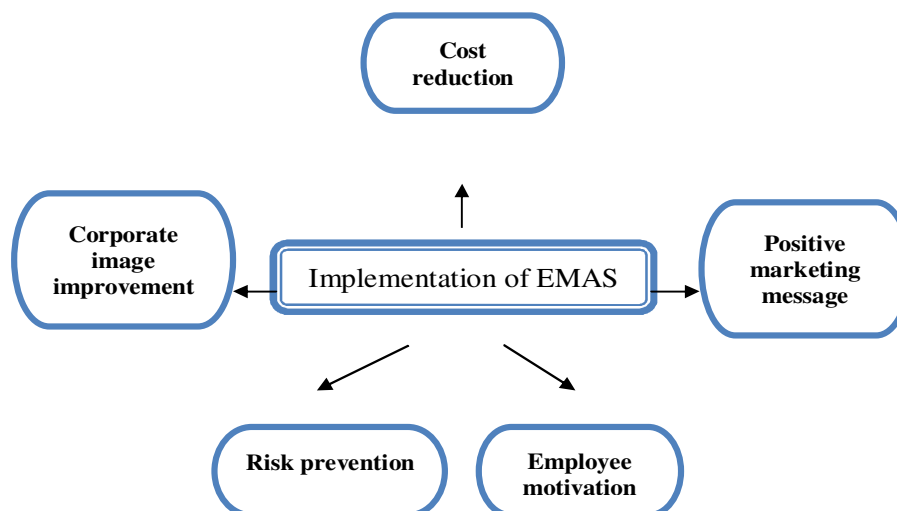 Cost
reduction
Corporate
image
improvement
Implementation of EMAS
Positive
marketing
message
Risk prevention
Employee
motivation